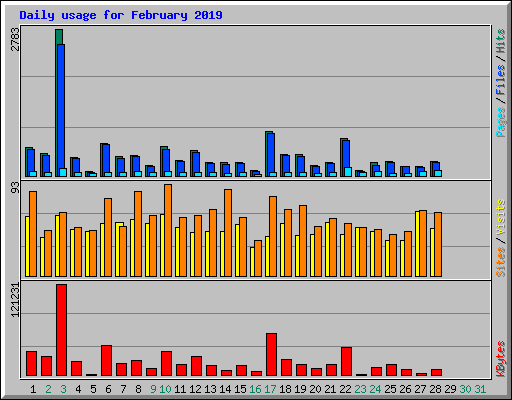 Daily usage for February 2019
2783
Pages / Files / Hits
93
Sites / Visits
121231
KBytes
1 2 3 4 5 6 7 8 9 10 11 12 13 14 15 16 17 18 19 20 21 22 23 24 25 26 27 28 29 30 31